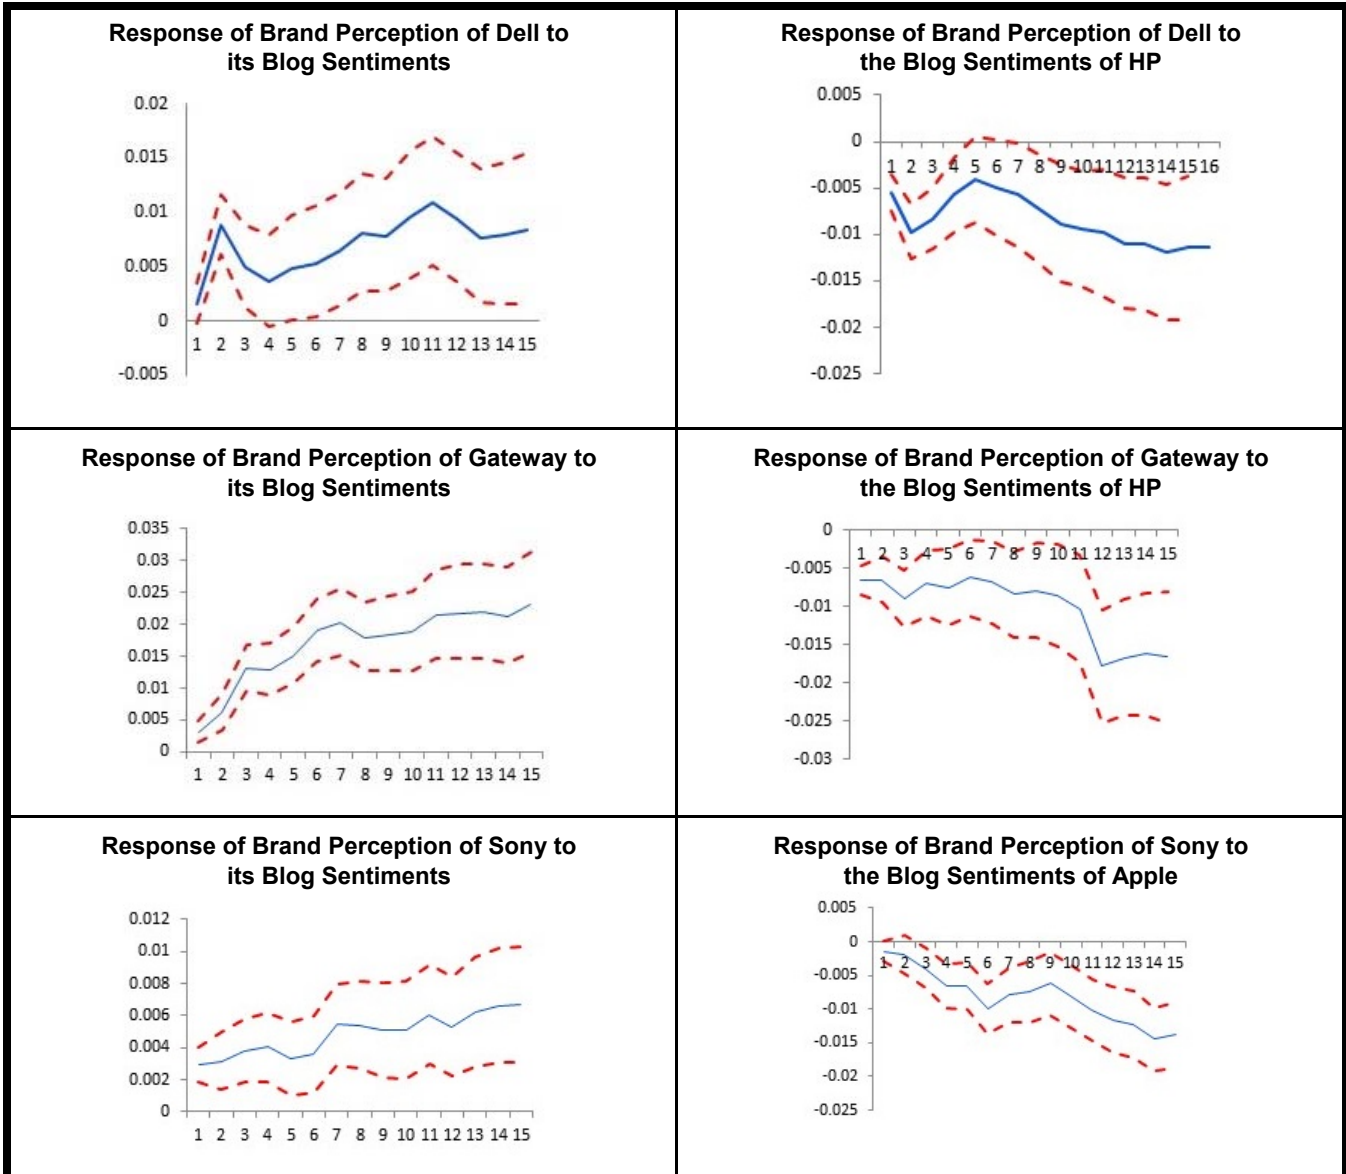 Response of Brand Perception of Dell to
its Blog Sentiments
0.02
0.015
0.01
0.005
0
-0.005
1 2 3 4 5 6 7 8 9 10 11 12 13 14 15
Response of Brand Perception of Dell to
the Blog Sentiments of HP
0.005
0
-0.005
-0.01
-0.015
-0.02
-0.025
1 2 3 4 5 6 7 8 9 10 11 12 13 14 15 16
Response of Brand Perception of Gateway to
its Blog Sentiments
0.035
0.03
0.025
0.02
0.015
0.01
0.005
0
1 2 3 4 5 6 7 8 9 10 11 12 13 14 15
Response of Brand Perception of Gateway to
the Blog Sentiments of HP
0
-0.005
-0.01
-0.015
-0.02
-0.025
-0.03
1 2 3 4 5 6 7 8 9 10 11 12 13 14 15
Response of Brand Perception of Sony to
its Blog Sentiments
0.012
0.01
0.008
0.006
0.004
0.002
0
1 2 3 4 5 6 7 8 9 10 11 12 13 14 15
Response of Brand Perception of Sony to
the Blog Sentiments of Apple
0.005
0
-0.005
-0.01
-0.015
-0.02
-0.025
1 2 3 4 5 6 7 8 9 10 11 12 13 14 15